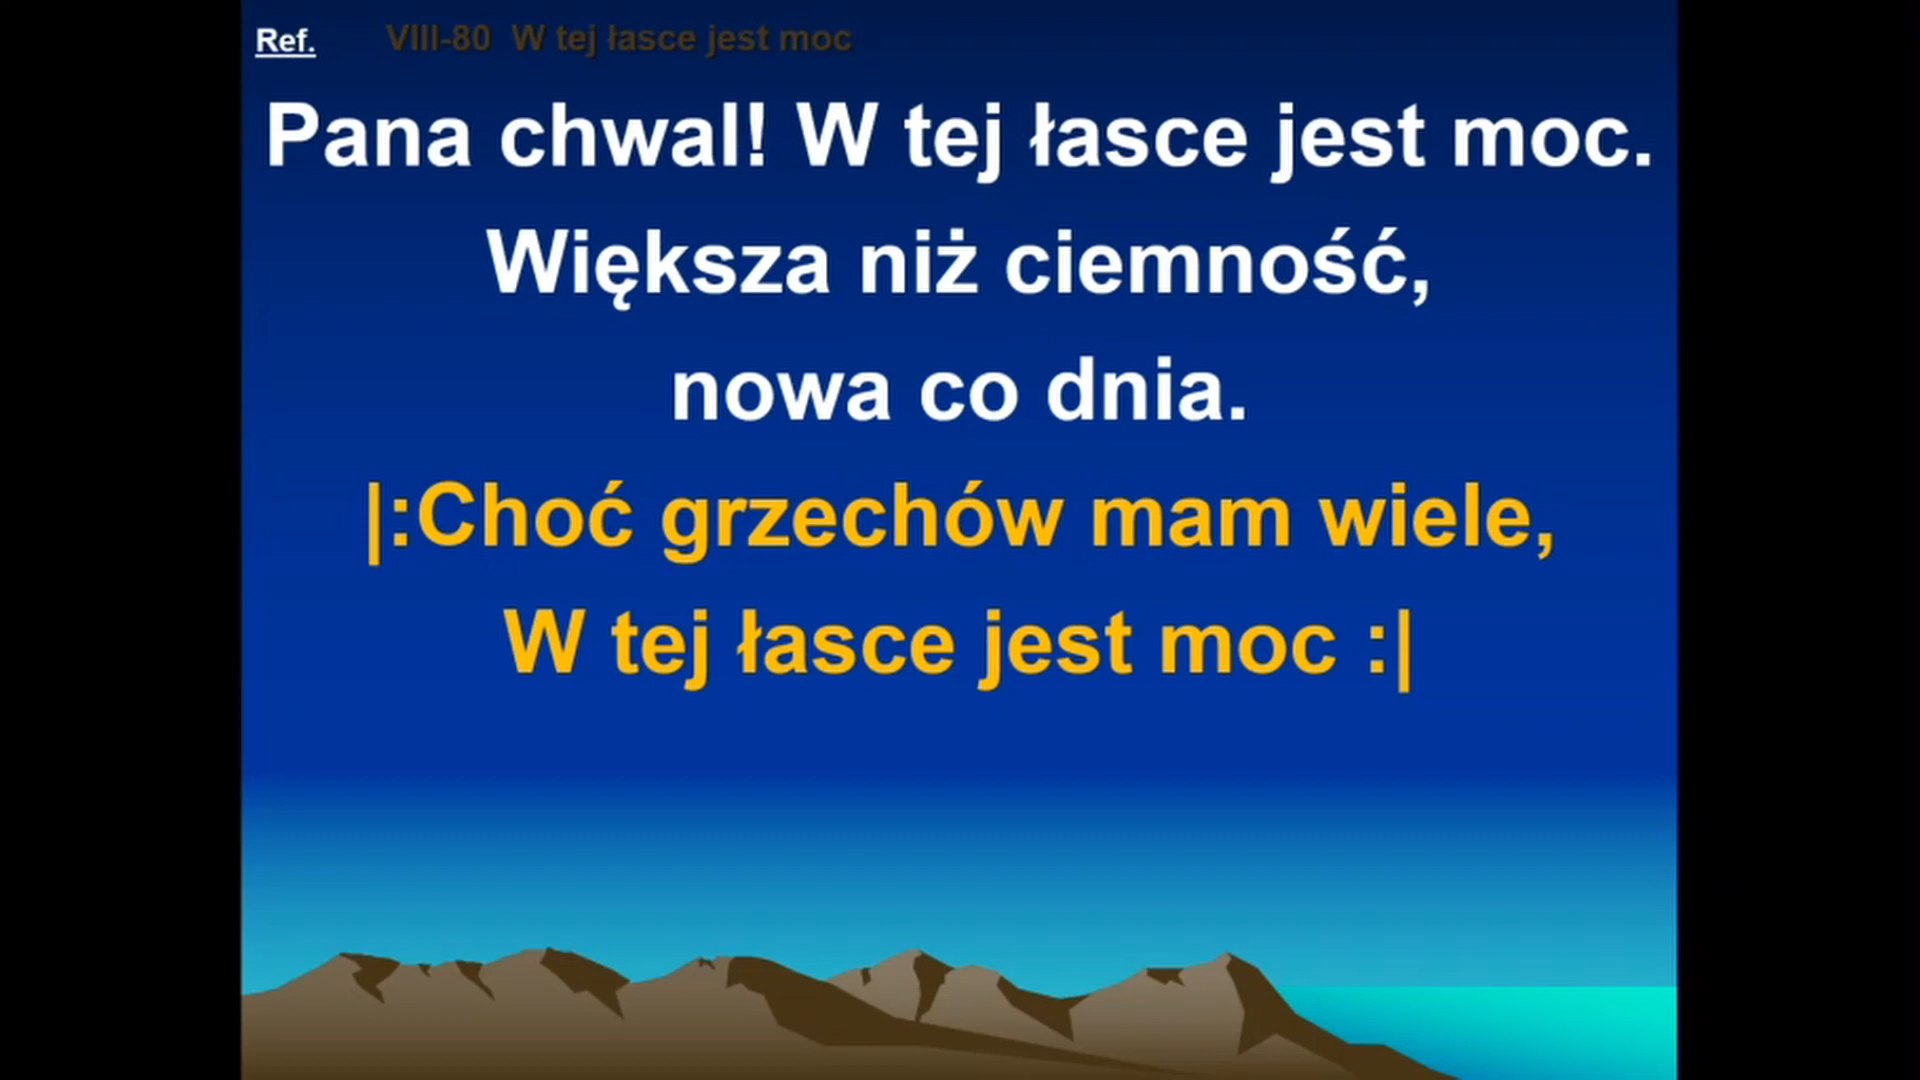 Ref. VIII-80 W tej łasce jest moc
Pana chwal! W tej łasce jest moc.
Większa niż ciemność,
nowa co dnia.
|:Choć grzechów mam wiele,
W tej łasce jest moc :|